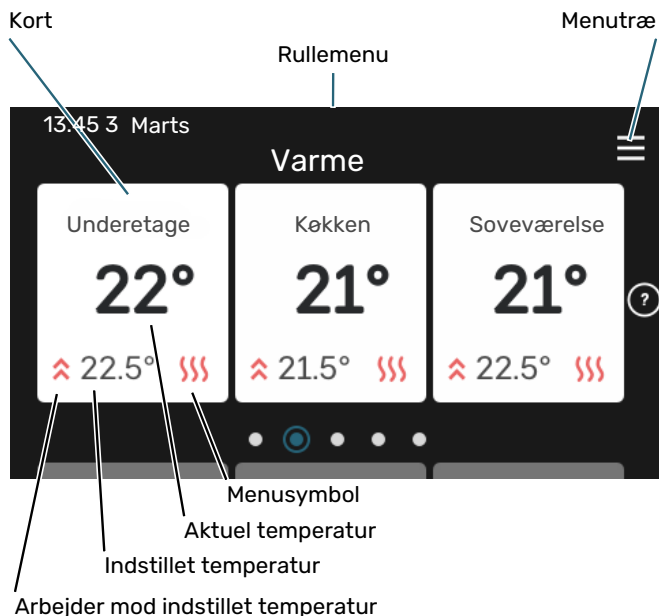 Kort
Menutræ
Rullemenu
13.45 3 Marts
Varme
Underetage
Køkken
Soveværelse
22°
21°
21°
?
22.5°
21.5°
22.5°
Menusymbol
Aktuel temperatur
Indstillet temperatur
Arbejder mod indstillet temperatur